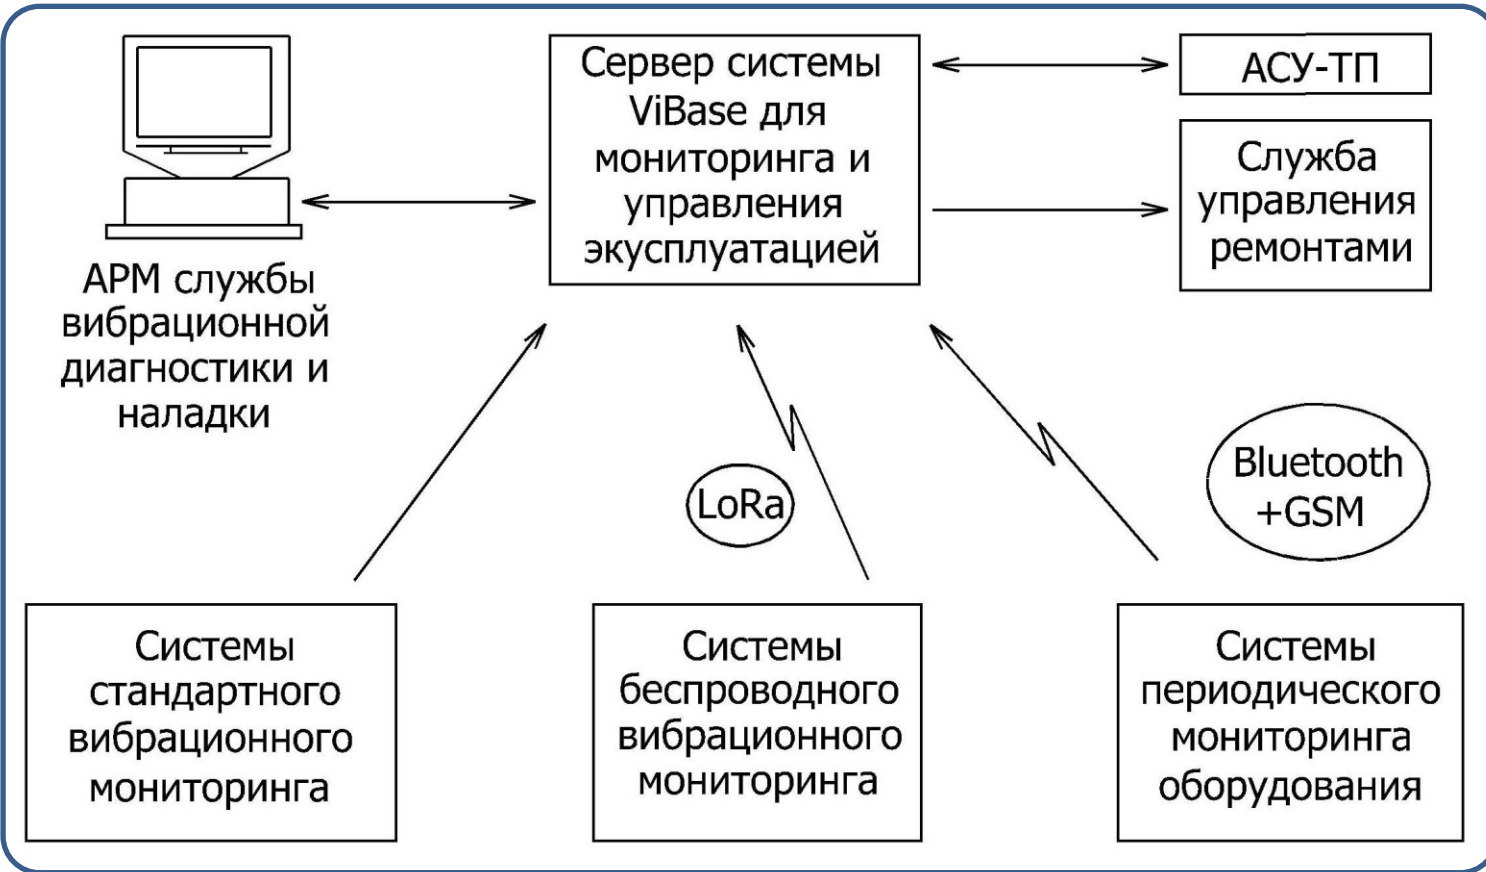 Сервер системы
ViBase для
мониторинга и
управления
экусплуатацией
АСУ-ТП
Служба
управления
ремонтами
АРМ службы
вибрационной
диагностики и
наладки
LoRa
Bluetooth
+GSM
Системы
стандартного
вибрационного
мониторинга
Системы
беспроводного
вибрационного
мониторинга
Системы
периодического
мониторинга
оборудования